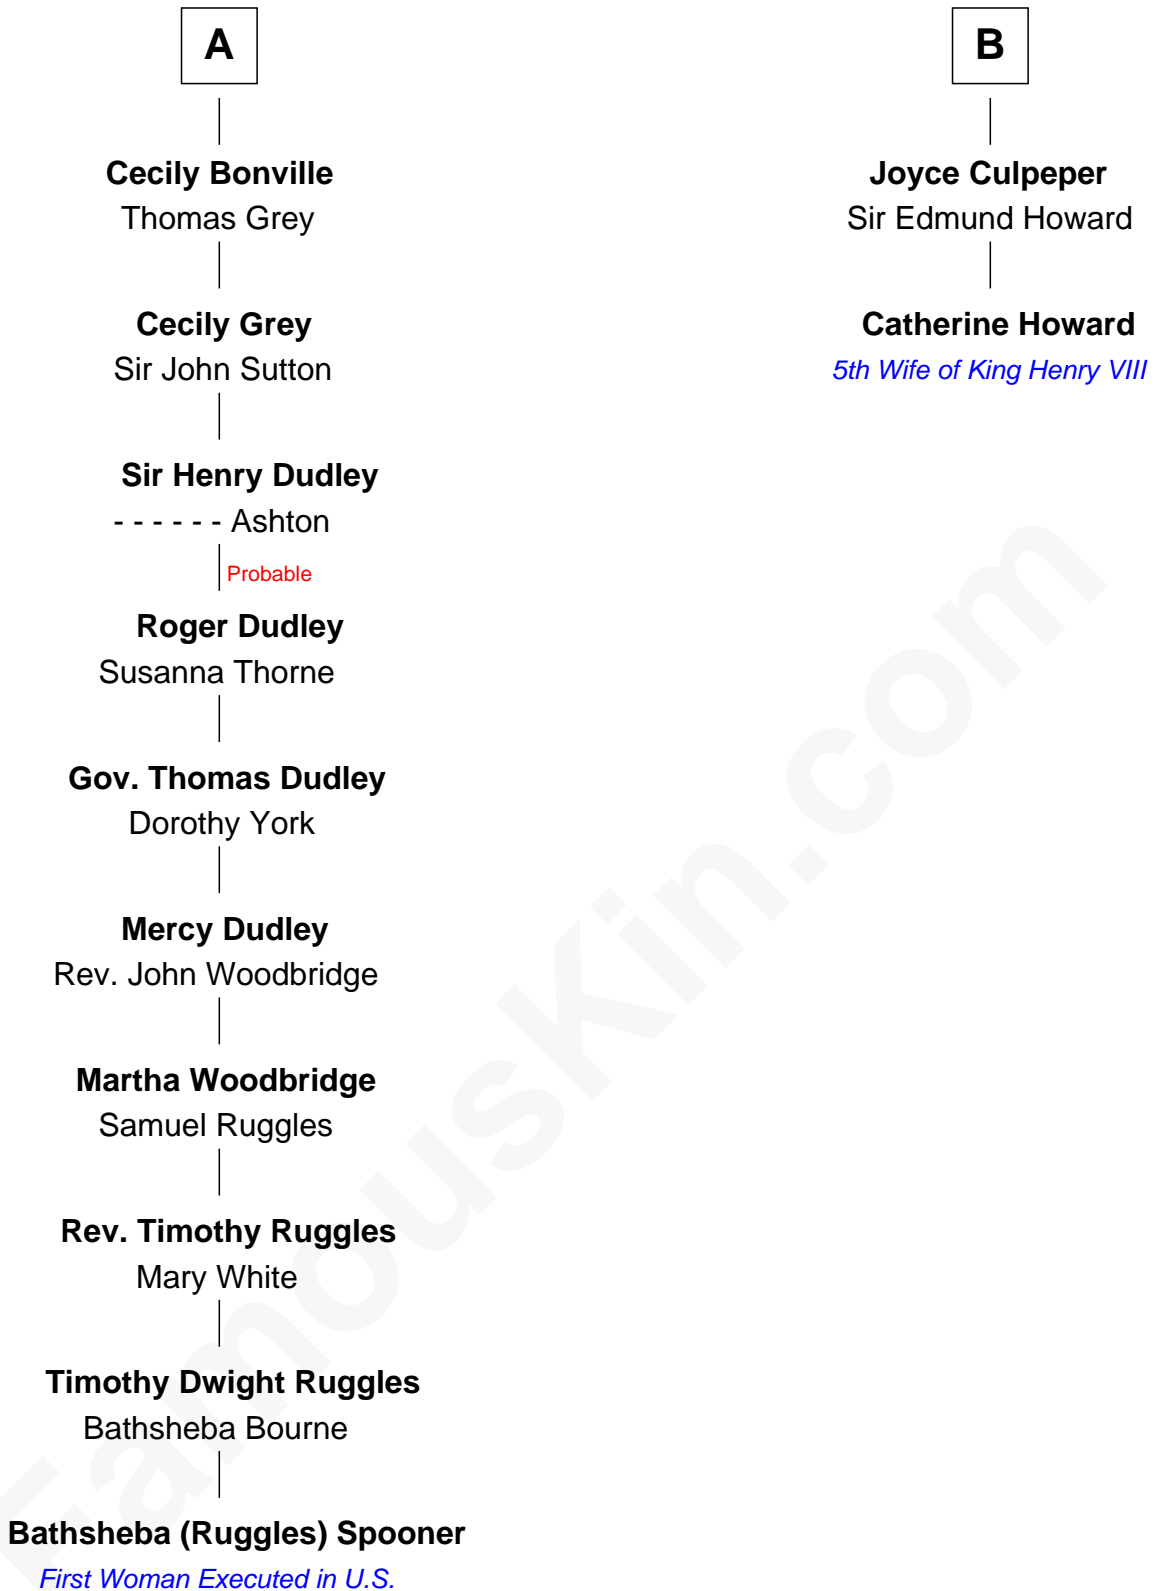 A
Cecily Bonville
Thomas Grey
Cecily Grey
Sir John Sutton
Sir Henry Dudley
- - - - - - Ashton
Probable
Roger Dudley
Susanna Thorne
Gov. Thomas Dudley
Dorothy York
Mercy Dudley
Rev. John Woodbridge
Martha Woodbridge
Samuel Ruggles
Rev. Timothy Ruggles
Mary White
Timothy Dwight Ruggles
Bathsheba Bourne
Bathsheba (Ruggles) Spooner
First Woman Executed in U.S.
B
Joyce Culpeper
Sir Edmund Howard
Catherine Howard
5th Wife of King Henry VIII
FamousKin.com